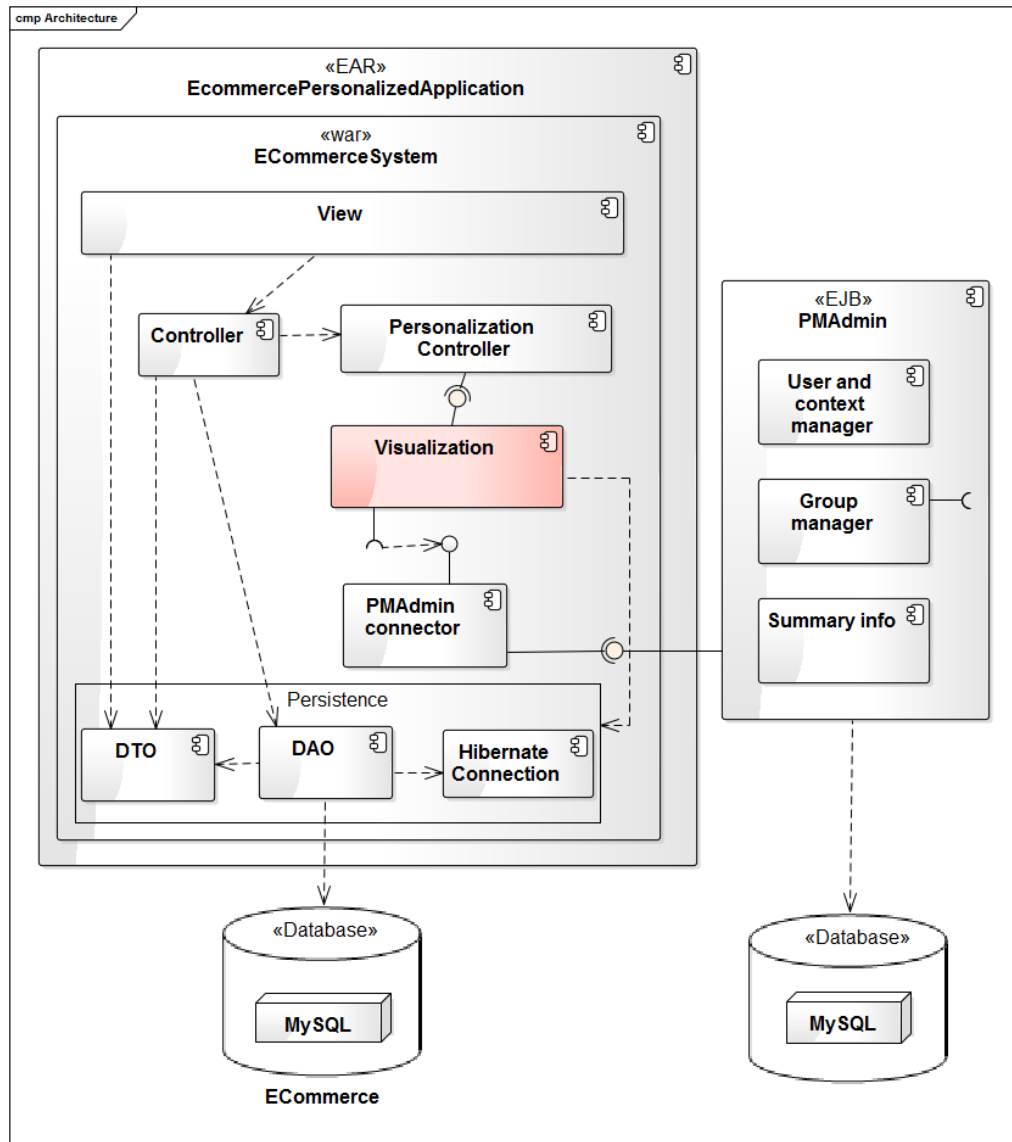 cmp Architecture
«EAR»
EcommercePersonalizedApplication
«war»
ECommerceSystem
View
Controller
Personalization
Controller
Visualization
PMAdmin
connector
Persistence
DTO
DAO
Hibernate
Connection
«EJB»
PMAdmin
User and
context
manager
Group
manager
Summary info
«Database»
MySQL
ECommerce
«Database»
MySQL